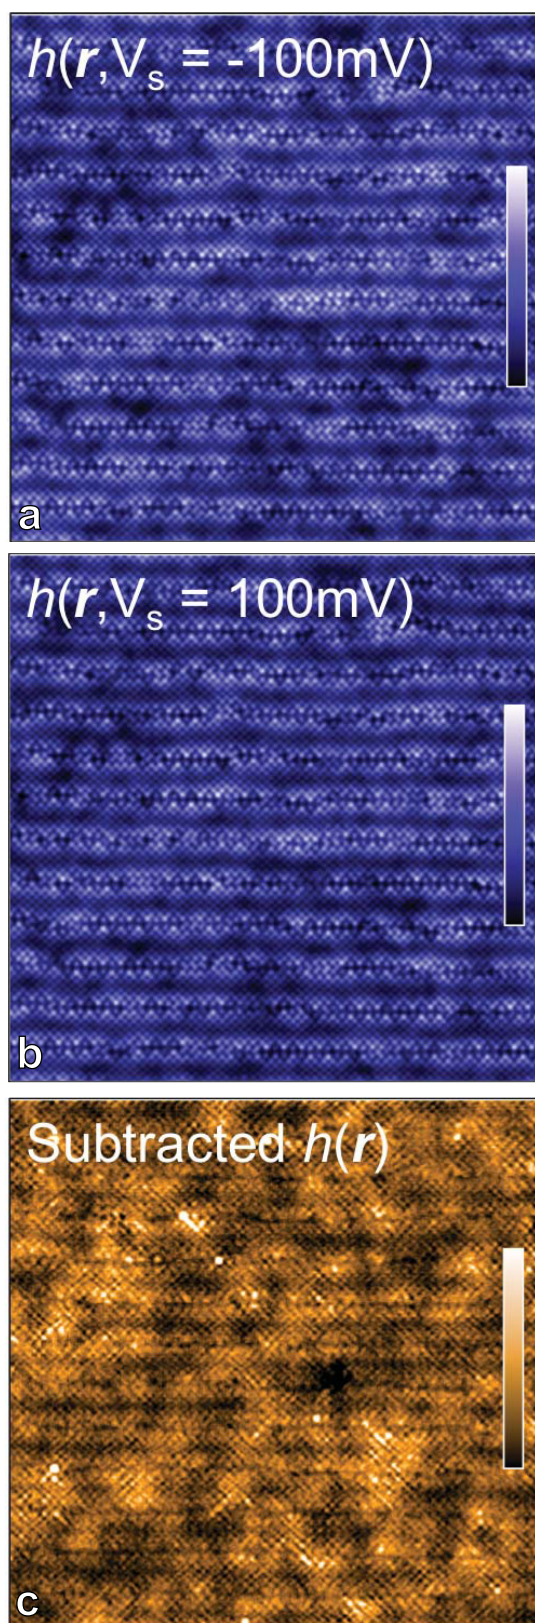 h(r,Vs = -100mV)
a
h(r,Vs = 100mV)
b
Subtracted h(r)
c